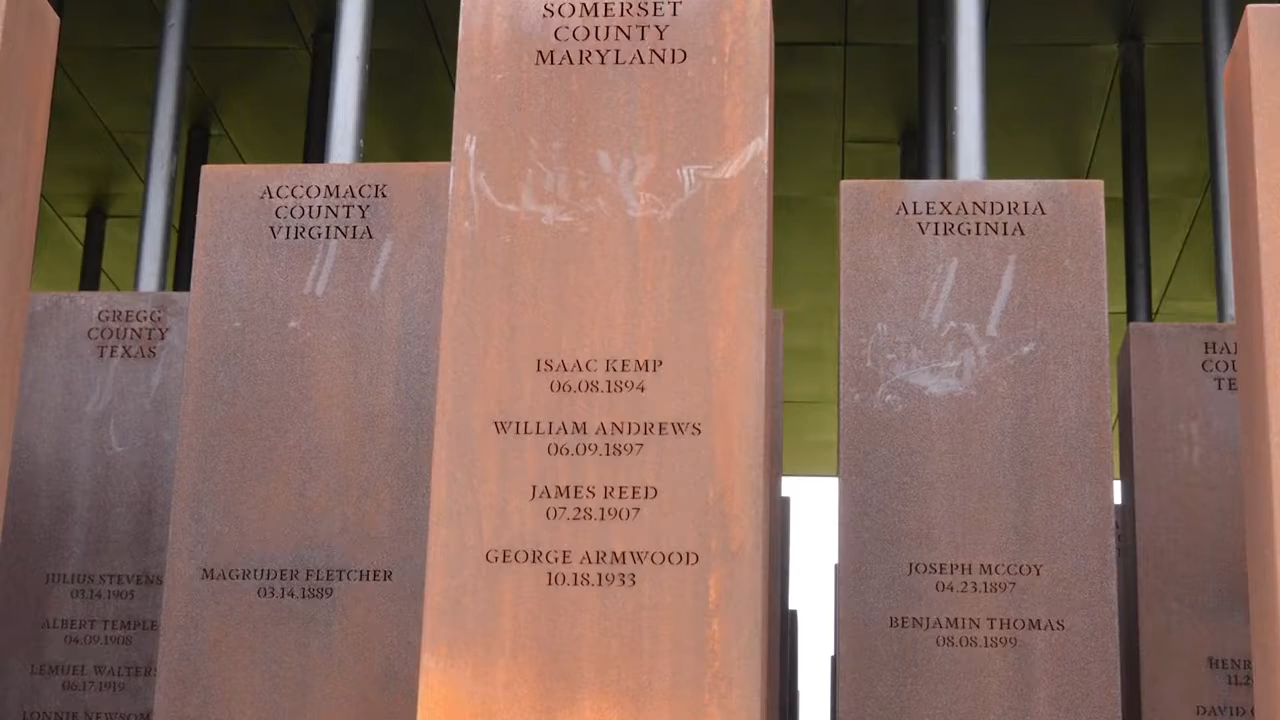 GREGG
COUNTY
TEXAS
JULIUS STEVENS
03.14.1905
ALBERT TEMPLE
04.09.1908
LEMUEL WALTERS
06.17.1919
LONNIE NEWSOM
ACCOMACK
COUNTY
VIRGINIA
MAGRUDER FLETCHER
03.14.1889
SOMERSET
COUNTY
MARYLAND
ISAAC KEMP
06.08.1894
WILLIAM ANDREWS
06.09.1897
JAMES REED
07.28.1907
GEORGE ARMWOOD
10.18.1933
ALEXANDRIA
VIRGINIA
JOSEPH MCCOY
04.23.1897
BENJAMIN THOMAS
08.08.1899
DAVID